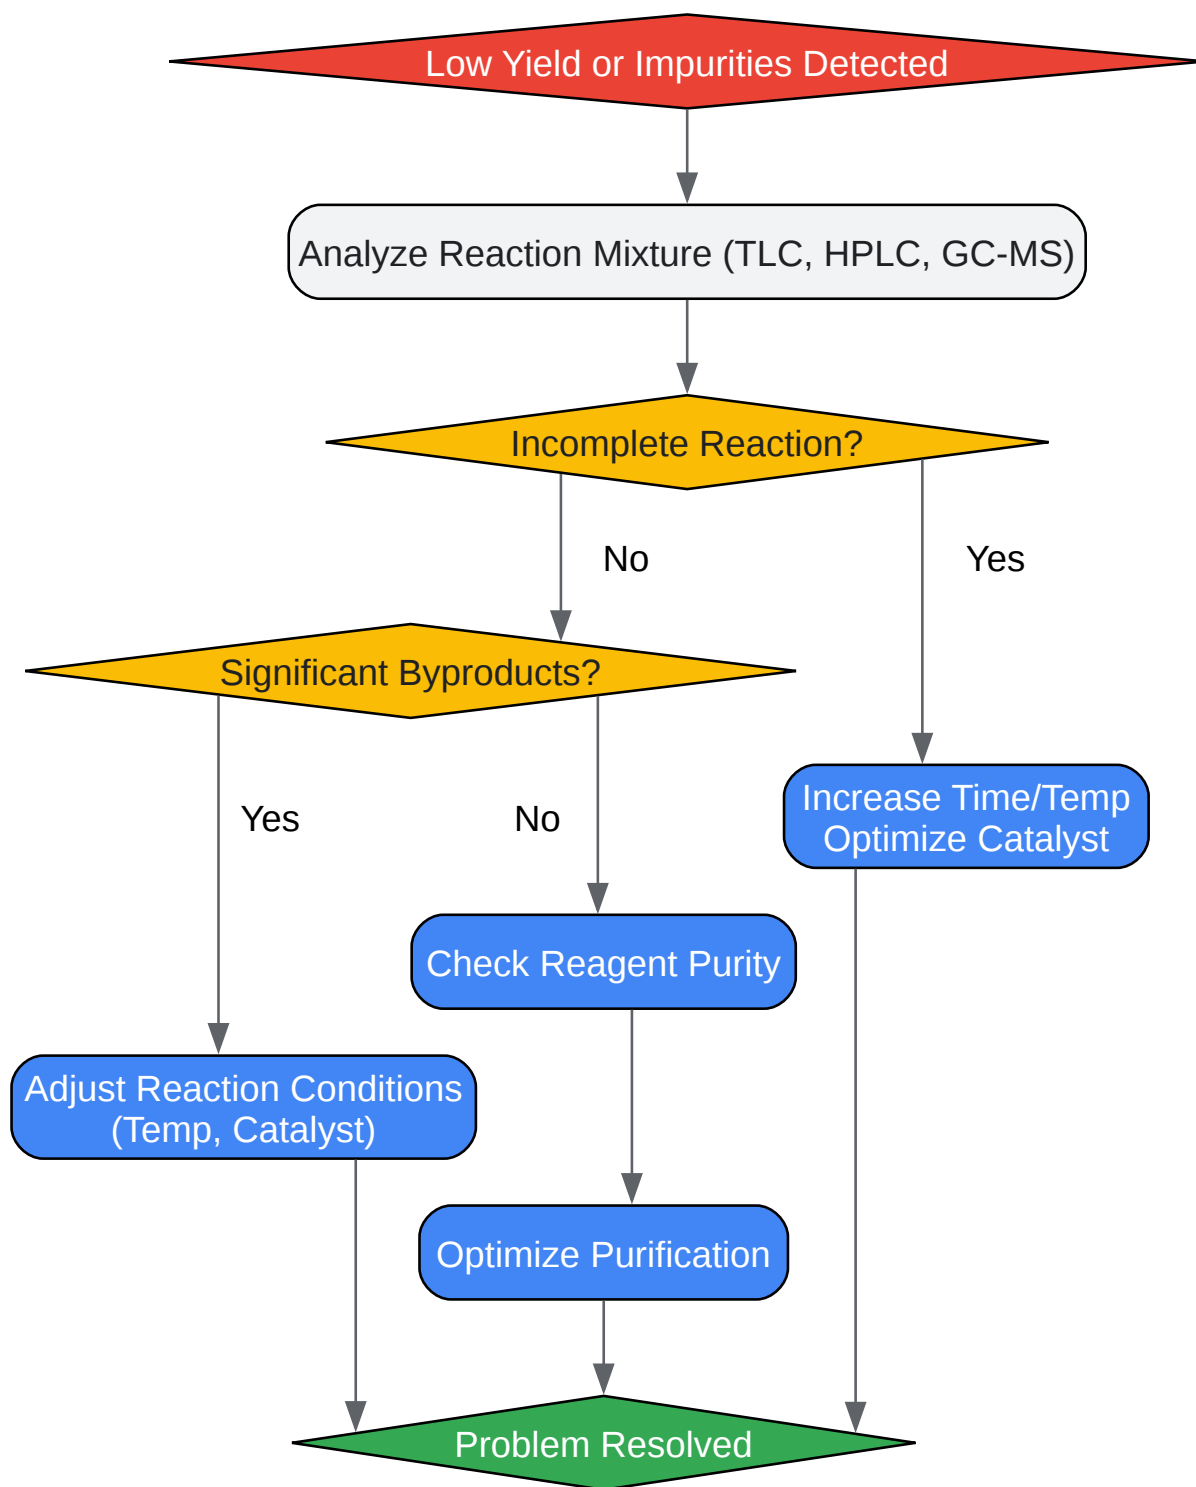 Low Yield or Impurities Detected
Analyze Reaction Mixture (TLC, HPLC, GC-MS)
Incomplete Reaction?
No
Yes
Significant Byproducts?
Yes
No
Increase Time/Temp
Optimize Catalyst
Check Reagent Purity
Adjust Reaction Conditions
(Temp, Catalyst)
Optimize Purification
Problem Resolved